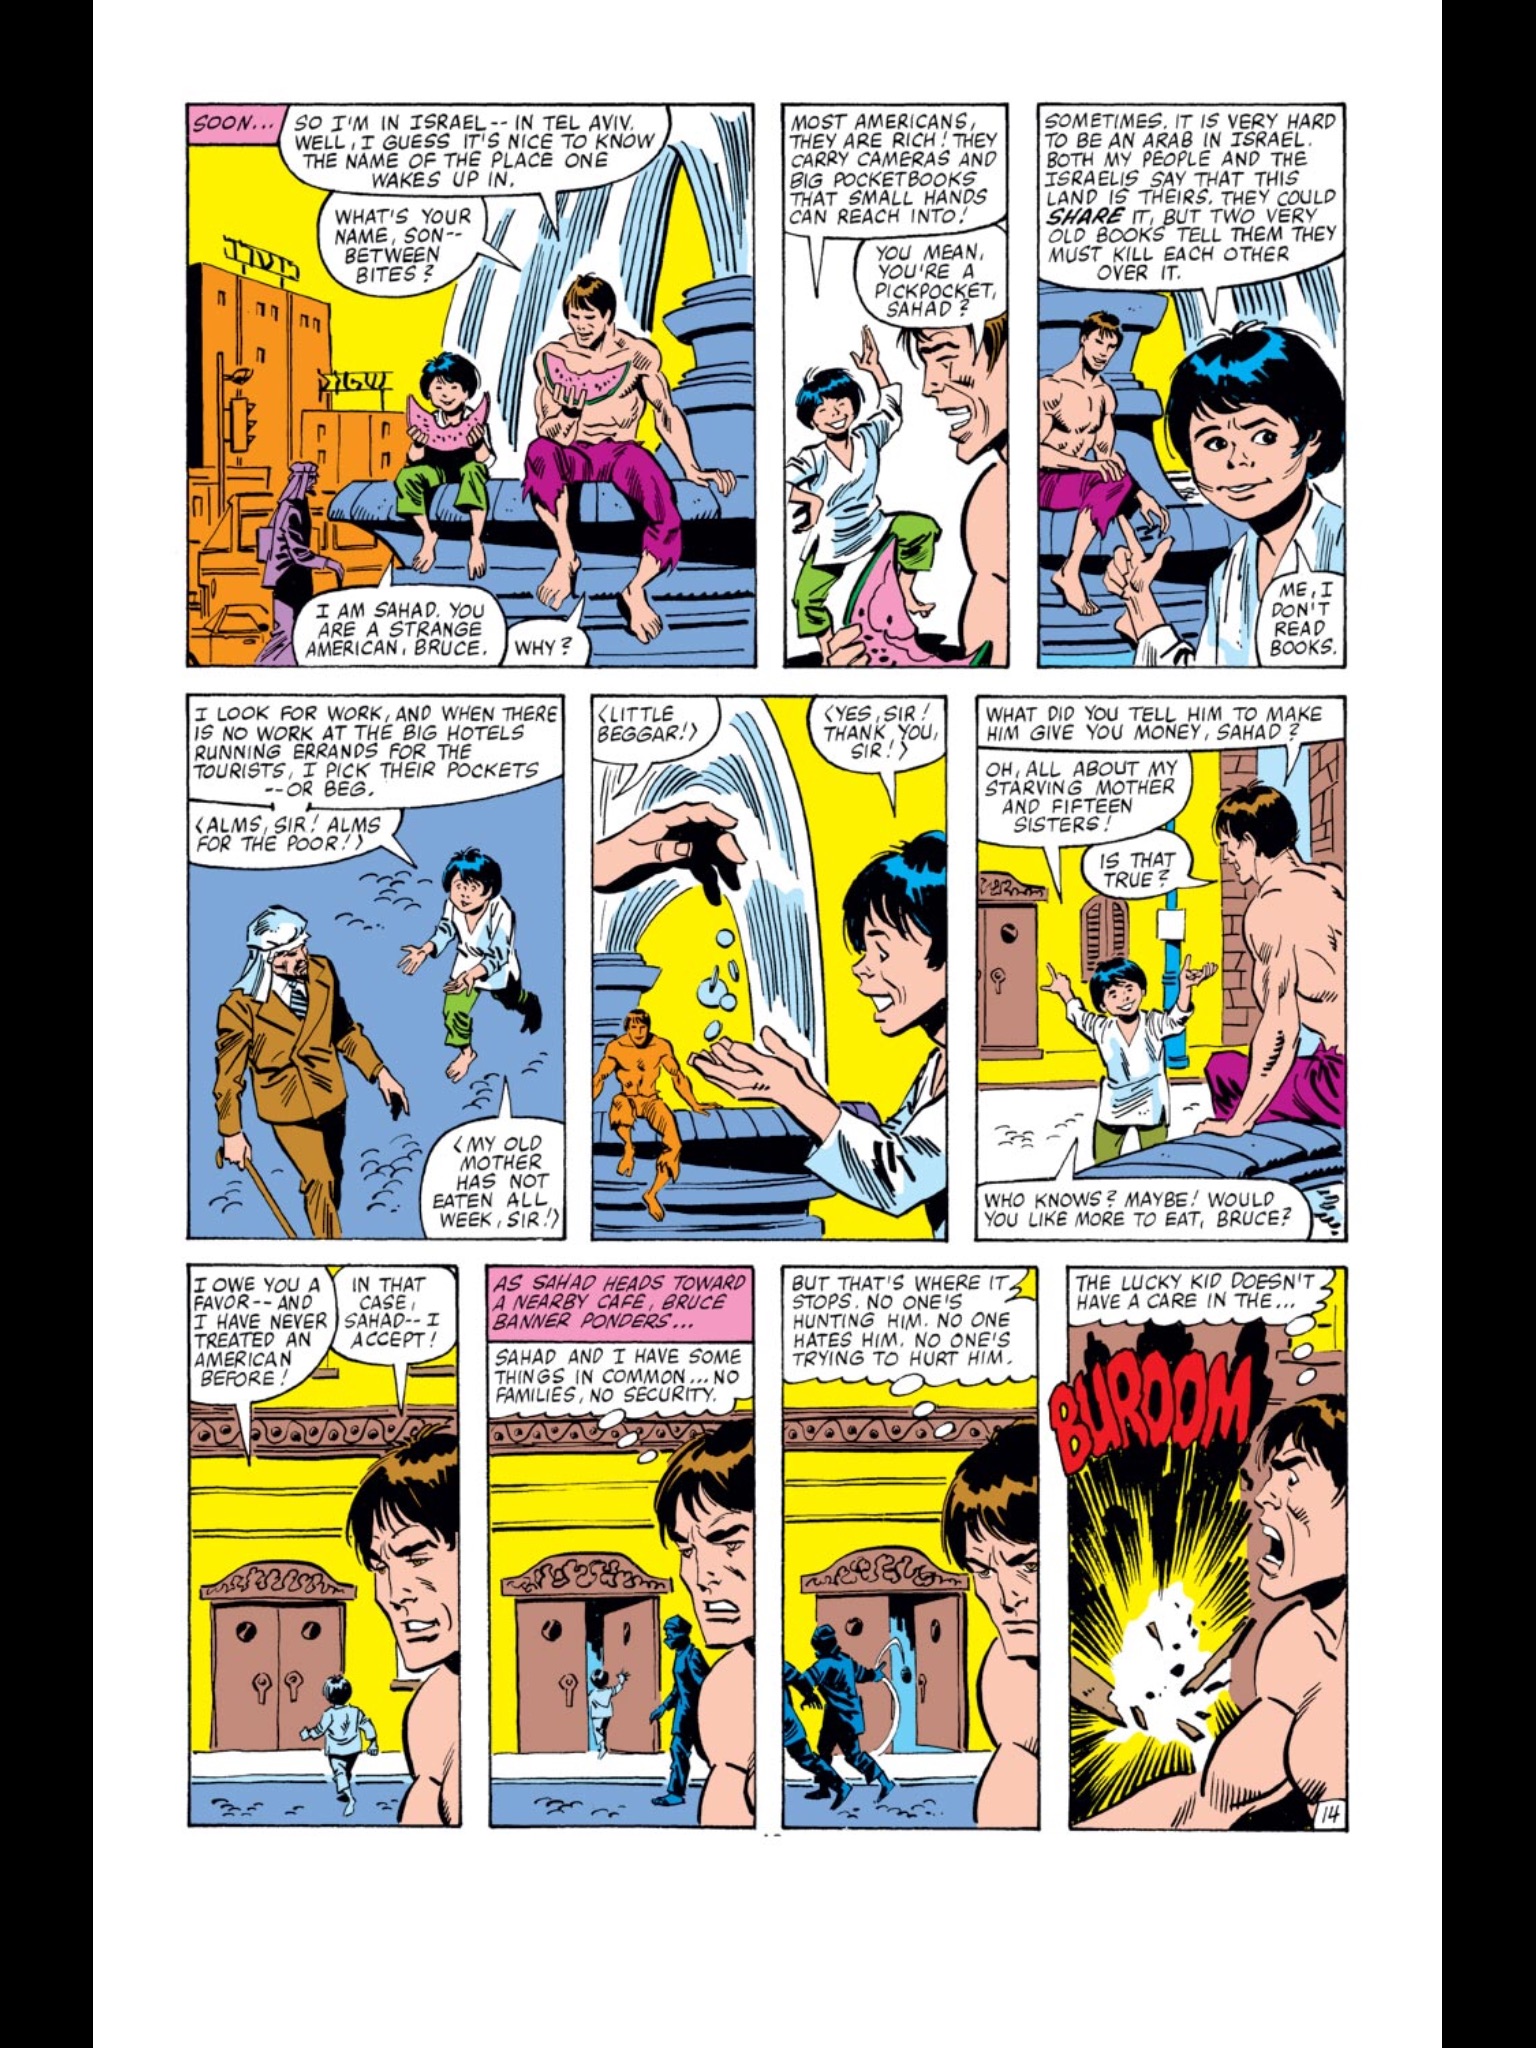 SOON...
SO I'M IN ISRAEL -- IN TEL AVIV.
WELL, I GUESS IT'S NICE TO KNOW
THE NAME OF THE PLACE ONE
WAKES UP IN.
WHAT'S YOUR
NAME, SON--
BETWEEN
BITES?
I AM SAHAD. YOU
ARE A STRANGE
AMERICAN, BRUCE.
WHY?
MOST AMERICANS,
THEY ARE RICH! THEY
CARRY CAMERAS AND
BIG POCKETBOOKS
THAT SMALL HANDS
CAN REACH INTO!
YOU MEAN,
YOU'RE A
PICKPOCKET,
SAHAD?
SOMETIMES. IT IS VERY HARD
TO BE AN ARAB IN ISRAEL.
BOTH MY PEOPLE AND THE
ISRAELIS SAY THAT THIS
LAND IS THEIRS. THEY COULD
SHARE IT, BUT TWO VERY
OLD BOOKS TELL THEM THEY
MUST KILL EACH OTHER
OVER IT.
ME, I
DON'T
READ
BOOKS.
I LOOK FOR WORK, AND WHEN THERE
IS NO WORK AT THE BIG HOTELS
RUNNING ERRANDS FOR THE
TOURISTS, I PICK THEIR POCKETS
--OR BEG.
<ALMS, SIR! ALMS
FOR THE POOR!>
<MY OLD
MOTHER
HAS NOT
EATEN ALL
WEEK, SIR!>
<LITTLE
BEGGAR!>
<YES, SIR!
THANK YOU,
SIR!>
WHAT DID YOU TELL HIM TO MAKE
HIM GIVE YOU MONEY, SAHAD?
OH, ALL ABOUT MY
STARVING MOTHER
AND FIFTEEN
SISTERS!
IS THAT
TRUE?
WHO KNOWS? MAYBE! WOULD
YOU LIKE MORE TO EAT, BRUCE?
I OWE YOU A
FAVOR-- AND
I HAVE NEVER
TREATED AN
AMERICAN
BEFORE!
IN THAT
CASE,
SAHAD-- I
ACCEPT!
AS SAHAD HEADS TOWARD
A NEARBY CAFE, BRUCE
BANNER PONDERS...
SAHAD AND I HAVE SOME
THINGS IN COMMON... NO
FAMILIES, NO SECURITY.
BUT THAT'S WHERE IT
STOPS. NO ONE'S
HUNTING HIM. NO ONE
HATES HIM. NO ONE'S
TRYING TO HURT HIM.
THE LUCKY KID DOESN'T
HAVE A CARE IN THE...
BUROOM
14